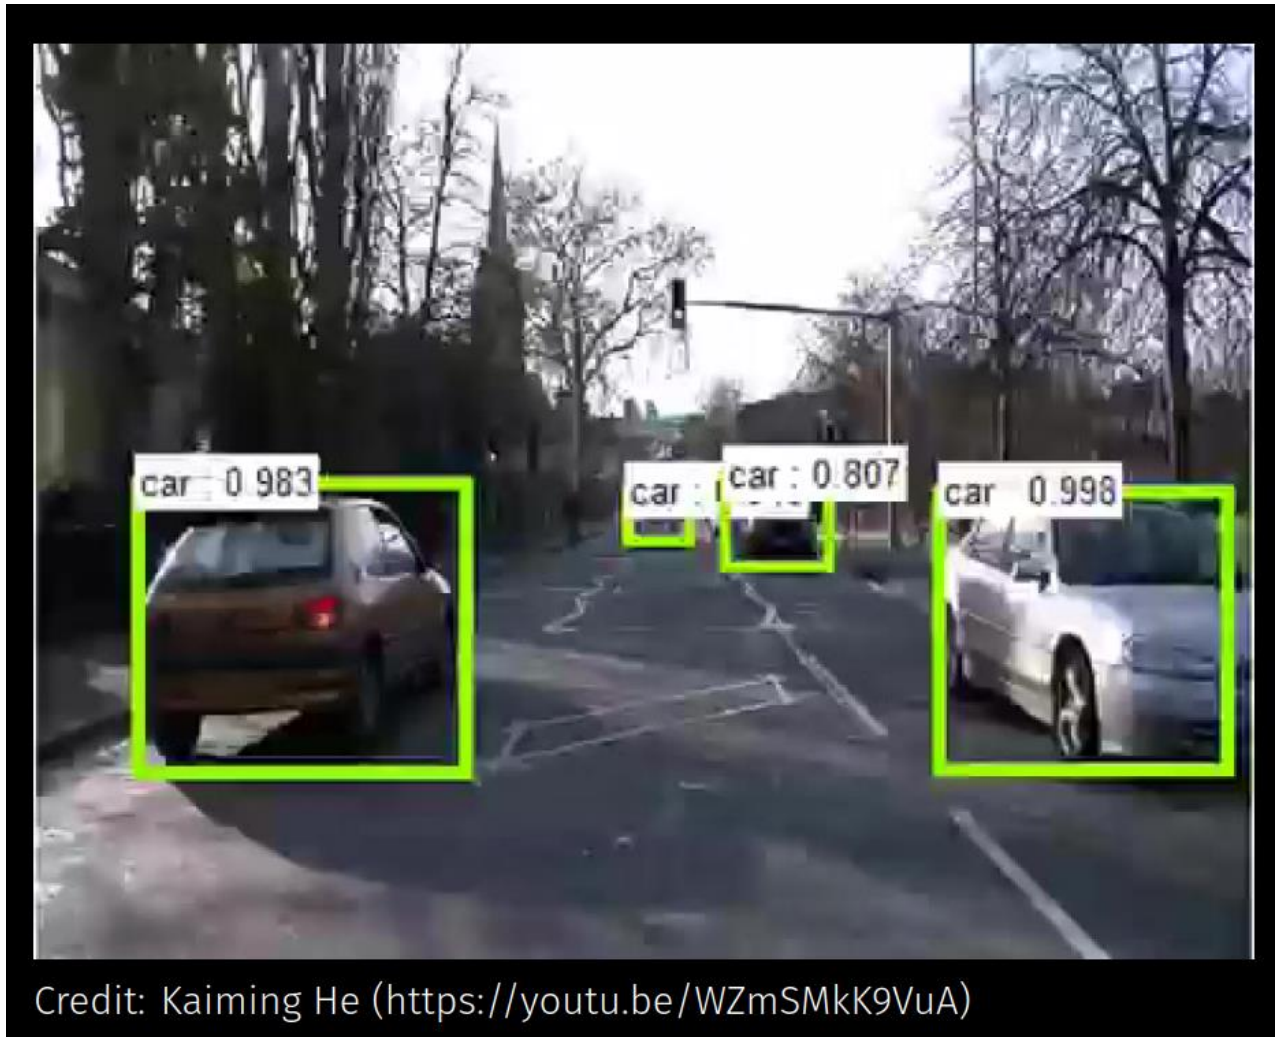 car : 0.983
car :
car : 0.807
car : 0.998
Credit: Kaiming He (https://youtu.be/WZmSMkK9VuA)